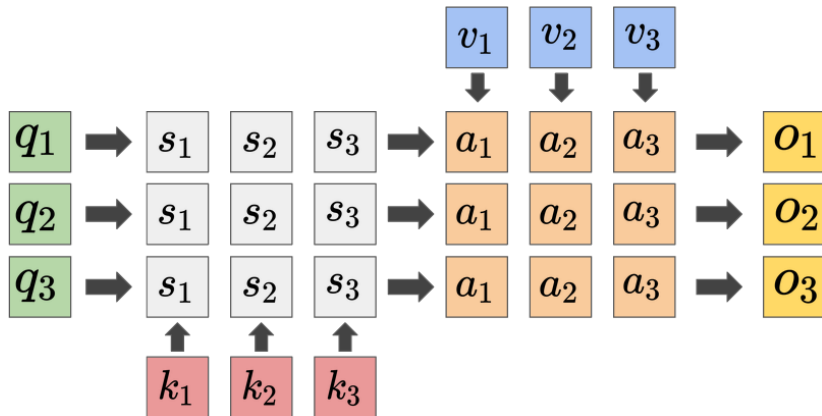 v₁ v₂ v₃
q₁ s₁ s₂ s₃ a₁ a₂ a₃ o₁
q₂ s₁ s₂ s₃ a₁ a₂ a₃ o₂
q₃ s₁ s₂ s₃ a₁ a₂ a₃ o₃
k₁ k₂ k₃